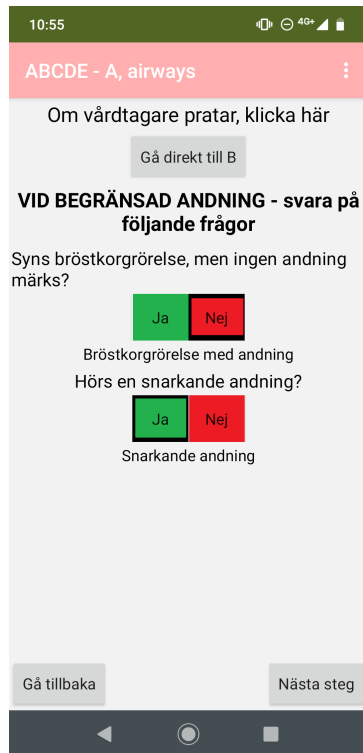 10:55
4G+
ABCDE - A, airways
Om vårdtagare pratar, klicka här
Gå direkt till B
VID BEGRÄNSAD ANDNING - svara på
följande frågor
Syns bröstkorgrörelse, men ingen andning
märks?
Ja Nej
Bröstkorgrörelse med andning
Hörs en snarkande andning?
Ja Nej
Snarkande andning
Gå tillbaka Nästa steg